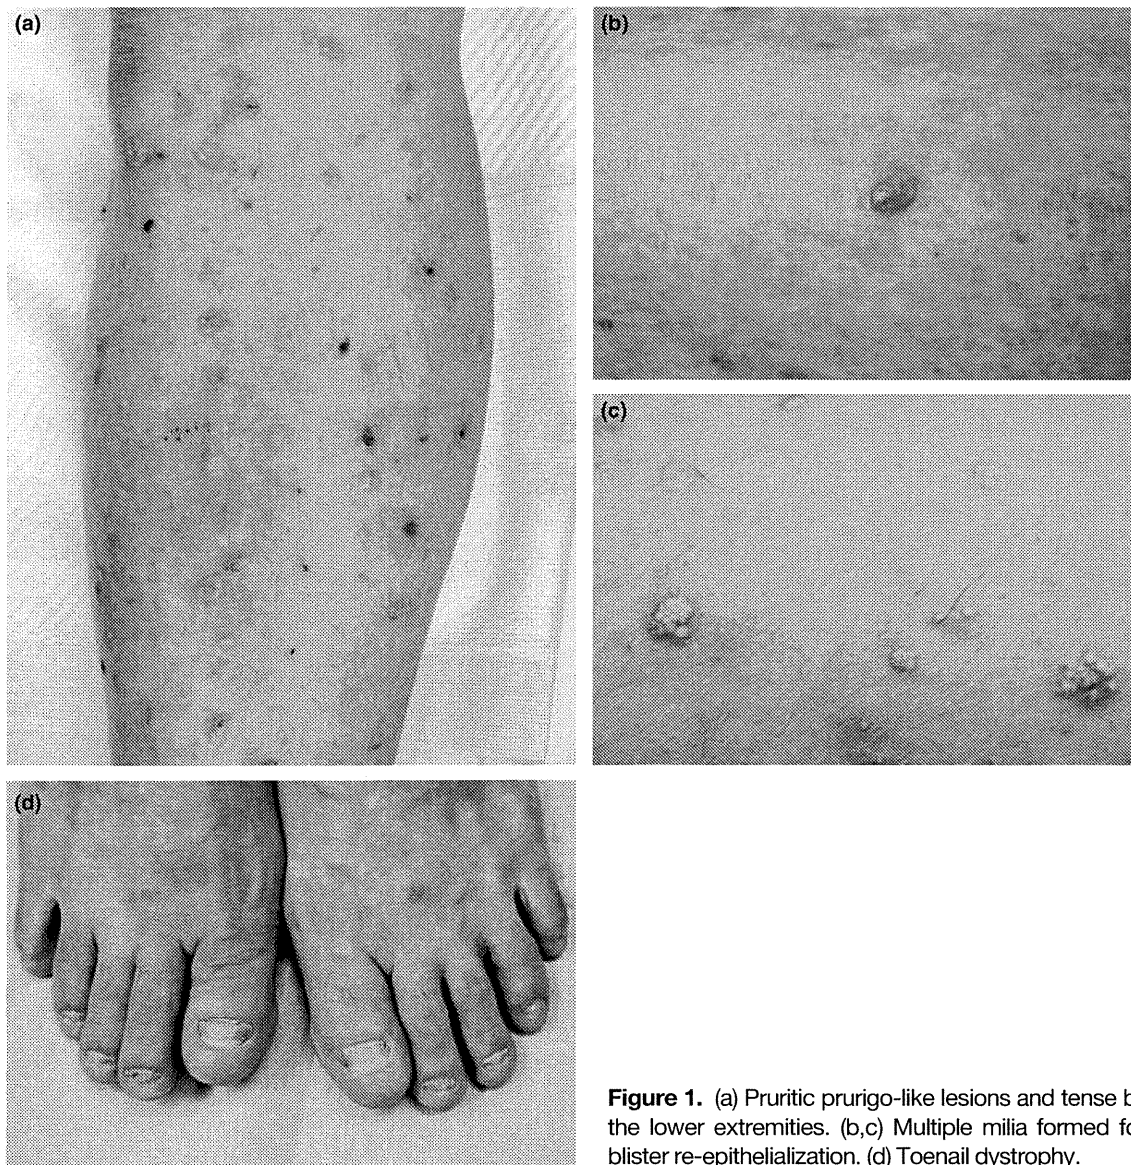 (a)
(b)
(c)
(d)
Figure 1. (a) Pruritic prurigo-like lesions and tense
the lower extremities. (b,c) Multiple milia formed
blister re-epithelialization. (d) Toenail dystrophy.